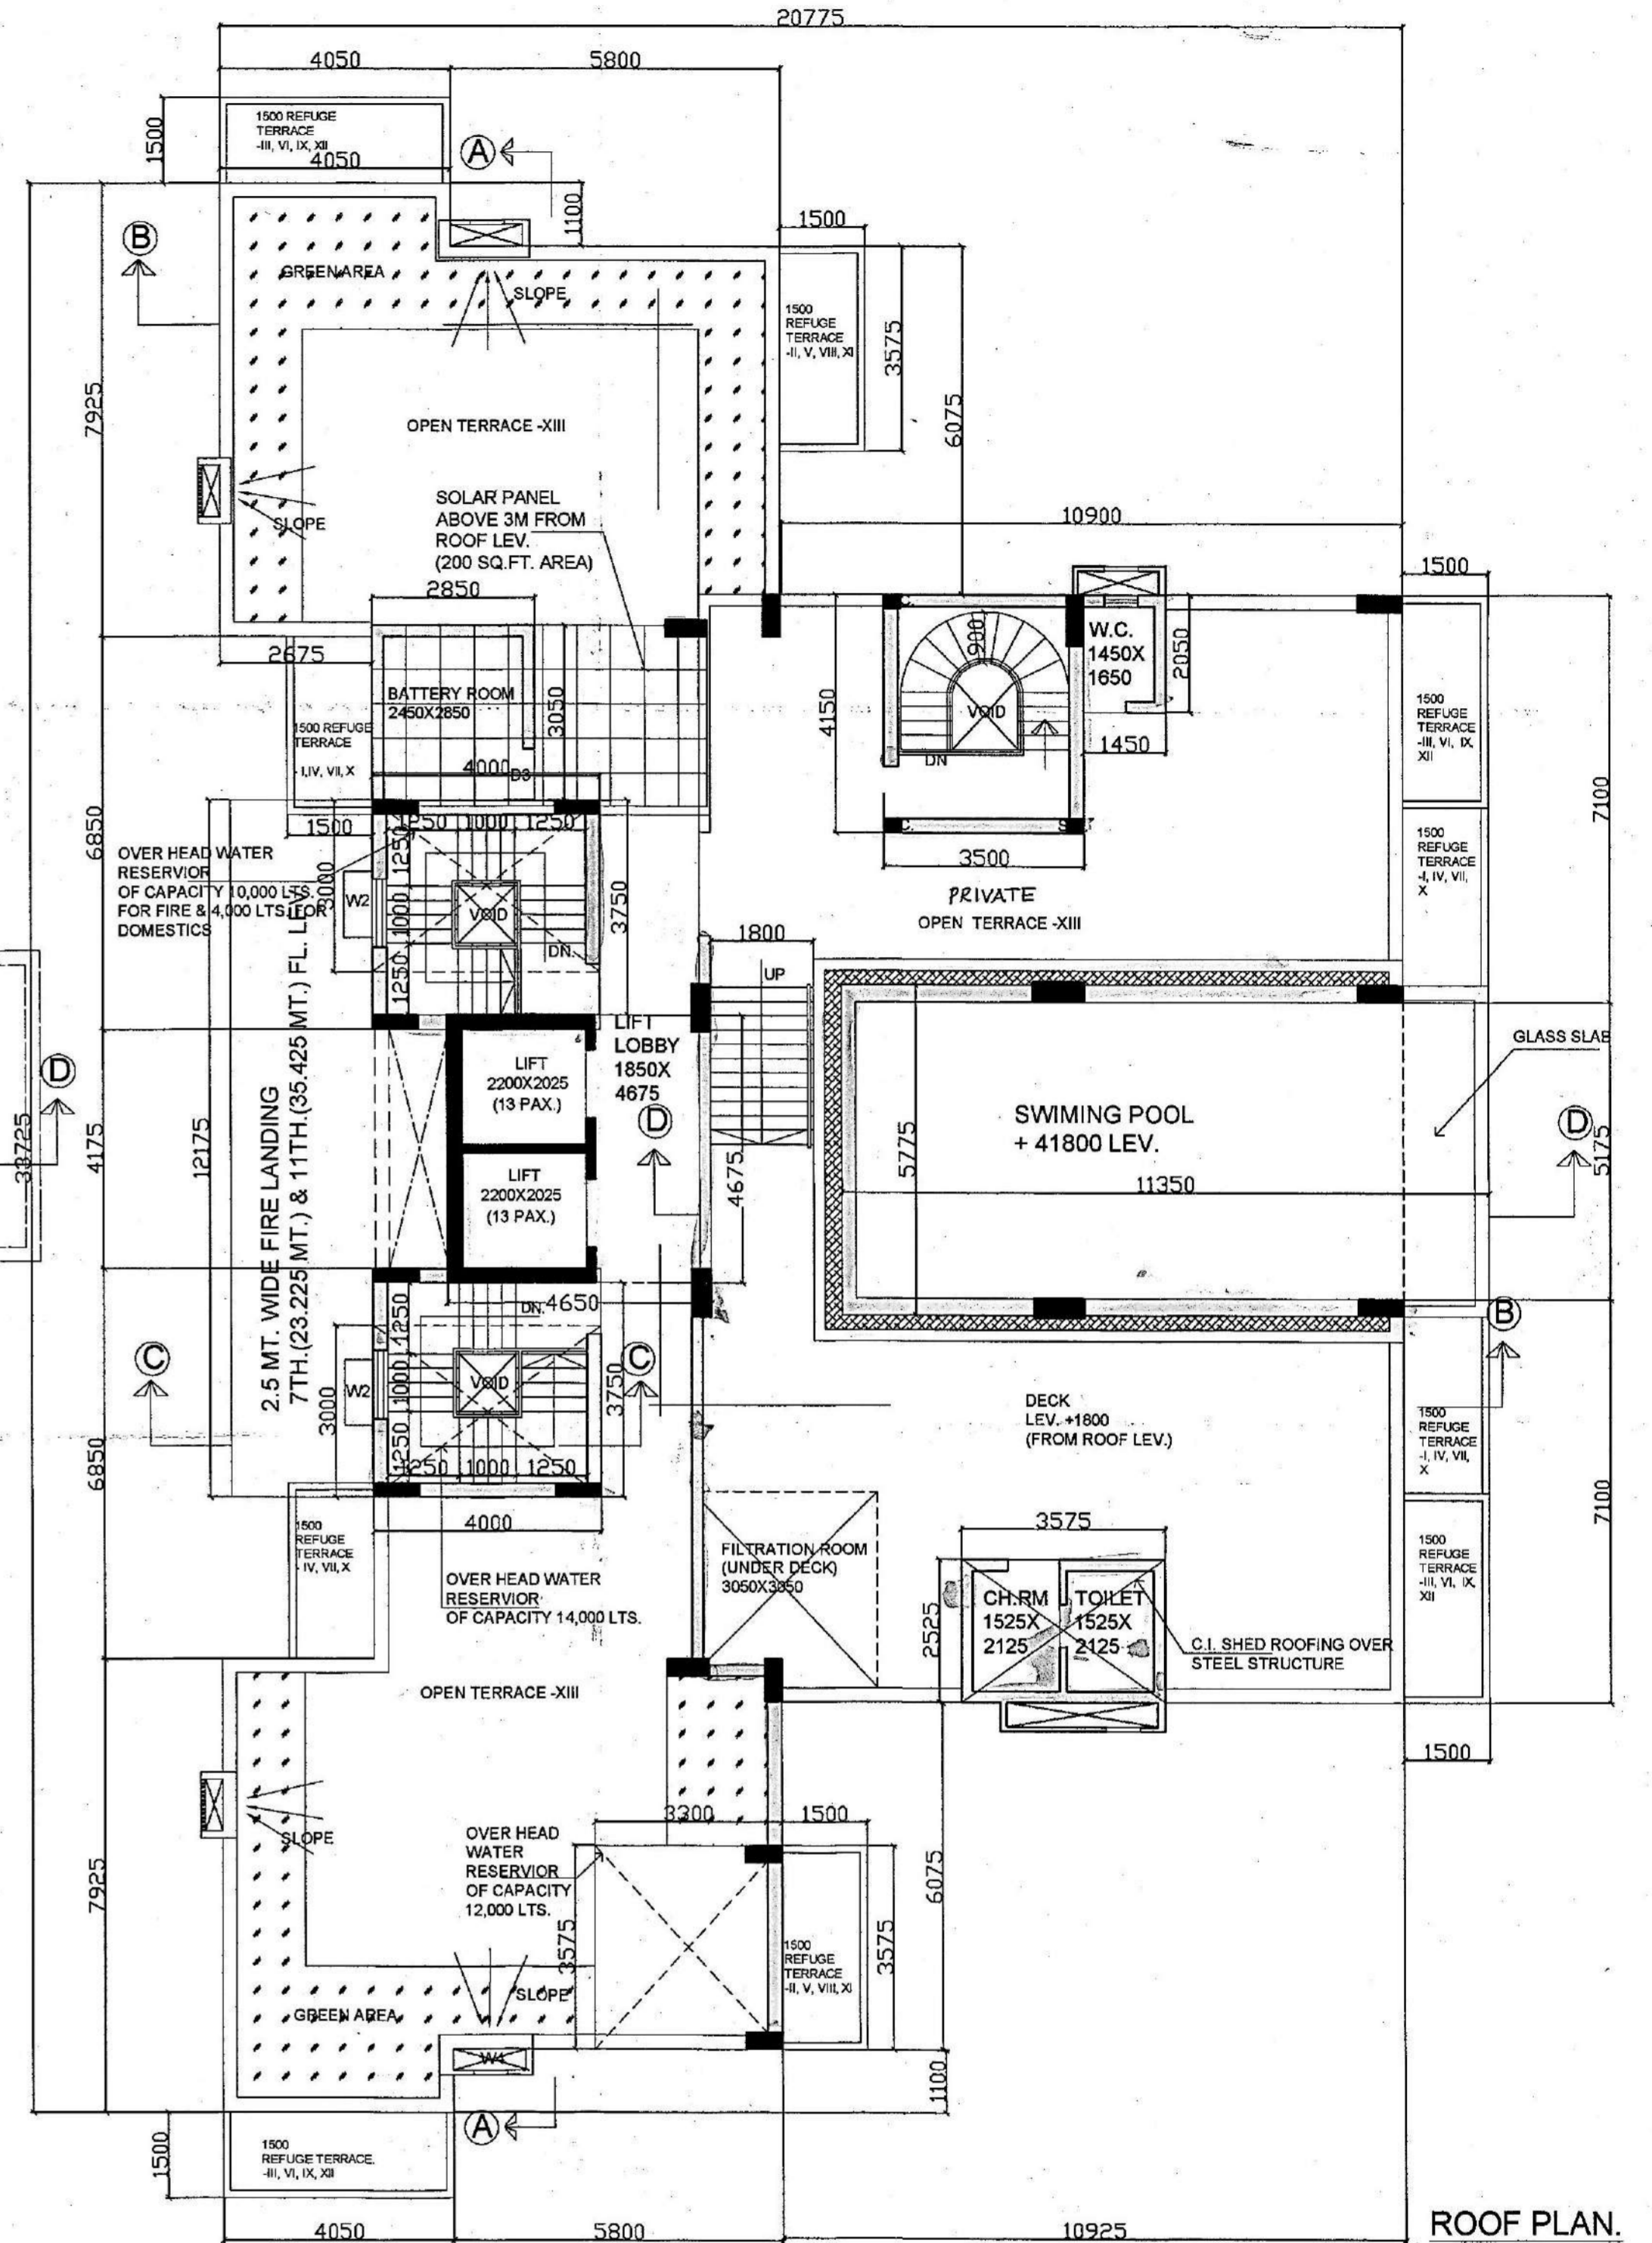 20775
4050
5800
1500 REFUGE
TERRACE
-III, VI, IX, XII
1500
4050
A
1100
1500
B
GREEN AREA
SLOPE
1500
REFUGE
TERRACE
-II, V, VIII, XI
3575
6075
7925
OPEN TERRACE -XIII
SLOPE
SOLAR PANEL
ABOVE 3M FROM
ROOF LEV.
(200 SQ.FT. AREA)
10900
1500
2850
2675
900
W.C.
1450X
1650
2050
BATTERY ROOM
2450X2850
3050
4150
VOID
DN
1450
1500
REFUGE
TERRACE
-III, VI, IX,
XII
1500 REFUGE
TERRACE
I,IV, VII, X
4000
D3
7100
1500
1250
1000
1250
3500
1500
REFUGE
TERRACE
-I, IV, VII,
X
6850
OVER HEAD WATER
RESERVIOR
OF CAPACITY 10,000 LTS.
FOR FIRE & 4,000 LTS. FOR
DOMESTICS
3000
W2
1250
1000
1250
VOID
DN.
3750
PRIVATE
OPEN TERRACE -XIII
1800
UP
LIFT
LOBBY
1850X
4675
LIFT
2200X2025
(13 PAX.)
LIFT
2200X2025
(13 PAX.)
D
D
D
33725
4175
12175
2.5 MT. WIDE FIRE LANDING
7TH.(23.225 MT.) & 11TH.(35.425 MT.) FL. LEV.
4675
5775
SWIMING POOL
+ 41800 LEV.
11350
GLASS SLAB
5175
B
DN.
4650
C
C
3000
W2
1250
1000
1250
VOID
3750
1250
1000
1250
4000
DECK
LEV. +1800
(FROM ROOF LEV.)
1500
REFUGE
TERRACE
-I, IV, VII,
X
7100
6850
1500
REFUGE
TERRACE
- IV, VII, X
OVER HEAD WATER
RESERVIOR
OF CAPACITY 14,000 LTS.
FILTRATION ROOM
(UNDER DECK)
3050X3050
3575
2525
CH.RM
1525X
2125
TOILET
1525X
2125
C.I. SHED ROOFING OVER
STEEL STRUCTURE
1500
REFUGE
TERRACE
-III, VI, IX,
XII
1500
OPEN TERRACE -XIII
SLOPE
3300
1500
OVER HEAD
WATER
RESERVIOR
OF CAPACITY
12,000 LTS.
3575
7925
6075
3575
1500
REFUGE
TERRACE
-II, V, VIII, XI
GREEN AREA
SLOPE
W4
1100
A
1500
1500
REFUGE TERRACE.
-III, VI, IX, XII
4050
5800
10925
ROOF PLAN.